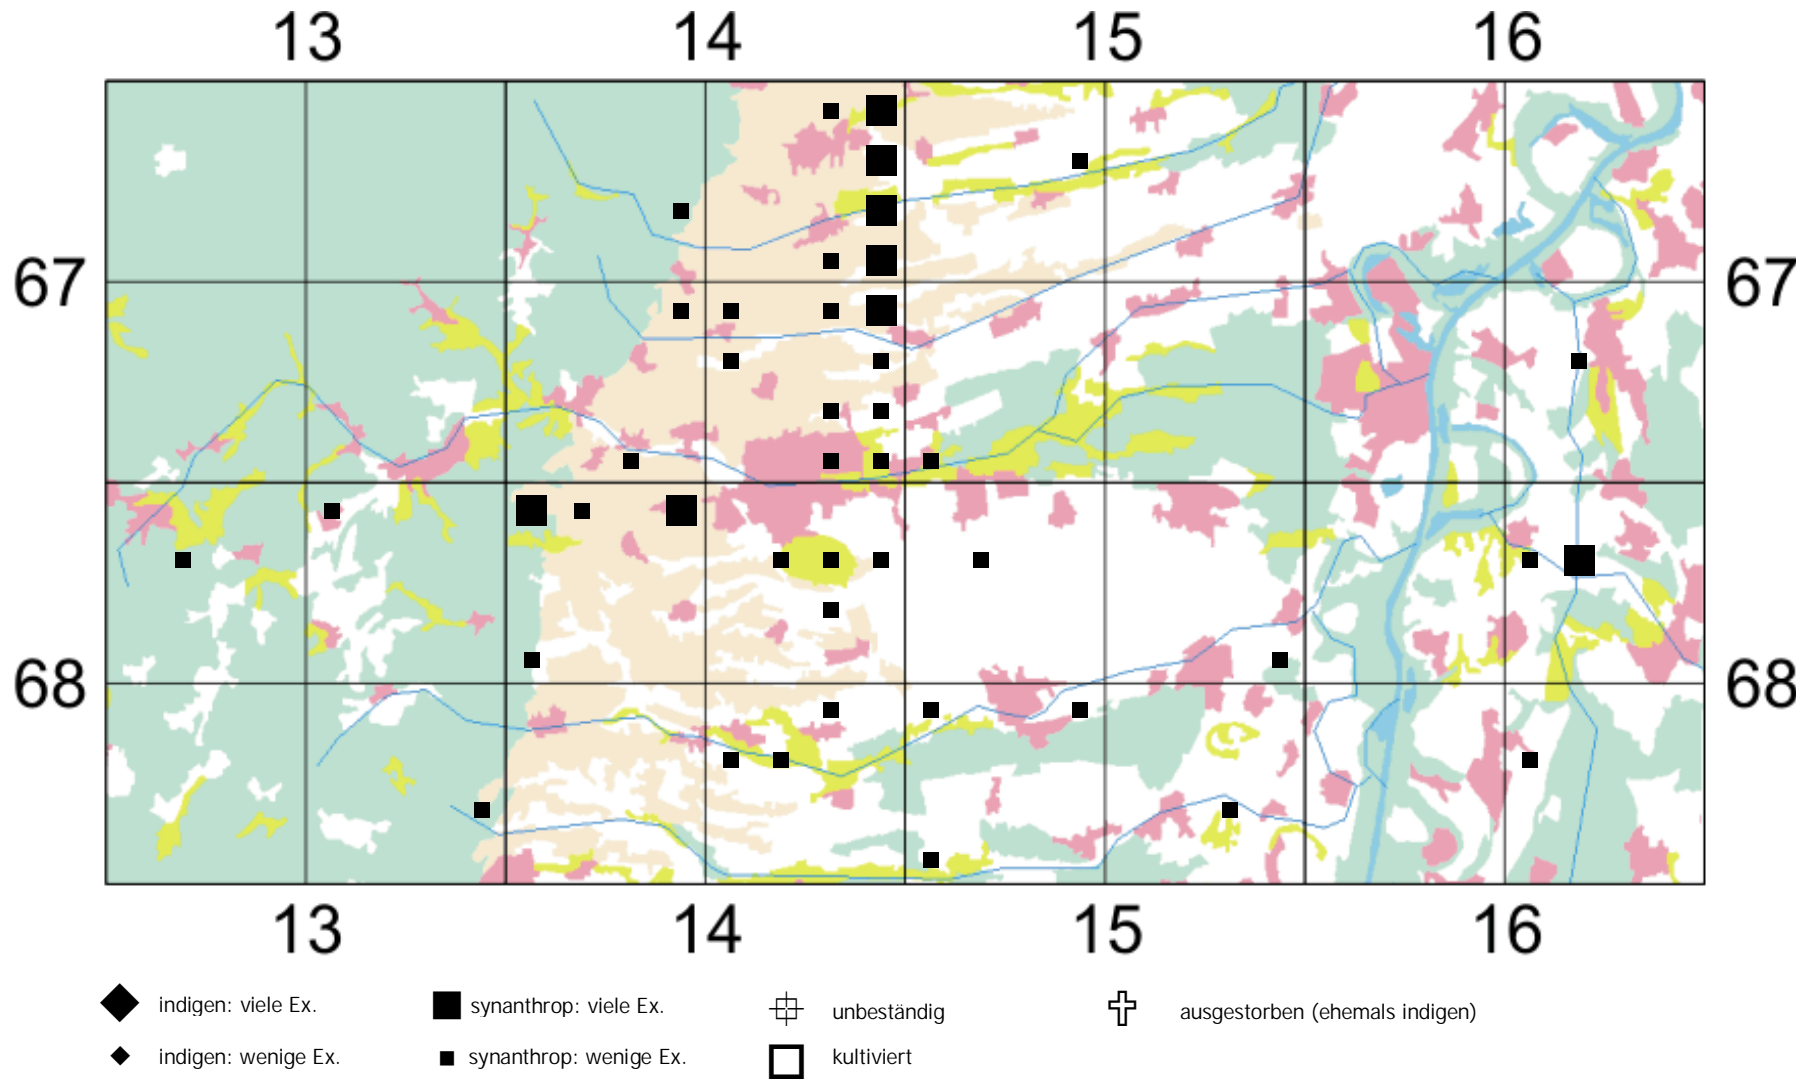 13 14 15 16
67 67
68 68
13 14 15 16
indigen: viele Ex. synanthrop: viele Ex. unbeständig ausgestorben (ehemals indigen)
indigen: wenige Ex. synanthrop: wenige Ex. kultiviert